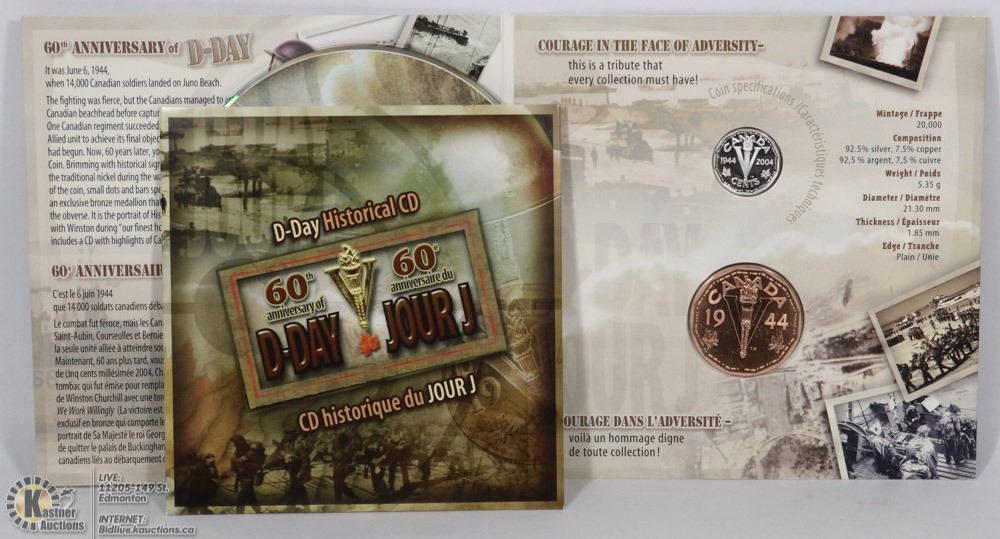 60th ANNIVERSARY of D-DAY
It was June 6, 1944,
when 14,000 Canadian soldiers landed on Juno Beach.
The fighting was fierce, but the Canadians managed to
Canadian beachhead before captur
One Canadian regiment succeeded
Allied unit to achieve its final objec
had begun. Now, 60 years later, yo
Coin. Brimming with historical sign
the traditional nickel during the wa
of the coin, small dots and bars spe
an exclusive bronze medallion tha
the obverse. It is the portrait of His
with Winston during "our finest ho
includes a CD with highlights of Ca
60e ANNIVERSAIRE
C'est le 6 juin 1944
que 14 000 soldats canadiens déba
Le combat fut féroce, mais les Can
Saint-Aubin, Courseulles et Bernie
la seule unité alliée à atteindre so
Maintenant, 60 ans plus tard, vous
de cinq cents millésimée 2004. Ch
tombac qui fut émise pour rempla
de Winston Churchill avec une tor
We Work Willingly (La victoire est
exclusif en bronze qui comporte le
portrait de Sa Majesté le roi Georg
de quitter le palais de Buckinghan
canadiens liés au débarquement d
D-Day Historical CD
60th anniversary of D-DAY
60e anniversaire du JOUR J
CD historique du JOUR J
19
COURAGE IN THE FACE OF ADVERSITY–
this is a tribute that
every collection must have!
Coin specifications / Caractéristiques techniques
CANADA
1944 2004
CENTS
Mintage / Frappe
20,000
Composition
92.5% silver, 7.5% copper
92,5 % argent, 7,5 % cuivre
Weight / Poids
5.35 g
Diameter / Diamètre
21.30 mm
Thickness / Épaisseur
1.85 mm
Edge / Tranche
Plain / Unie
CANADA
19 44
OURAGE DANS L'ADVERSITÉ –
voilà un hommage digne
de toute collection !
Kastner
Auctions
LIVE:
11205-149 St.
Edmonton
INTERNET:
Bidlive.kauctions.ca